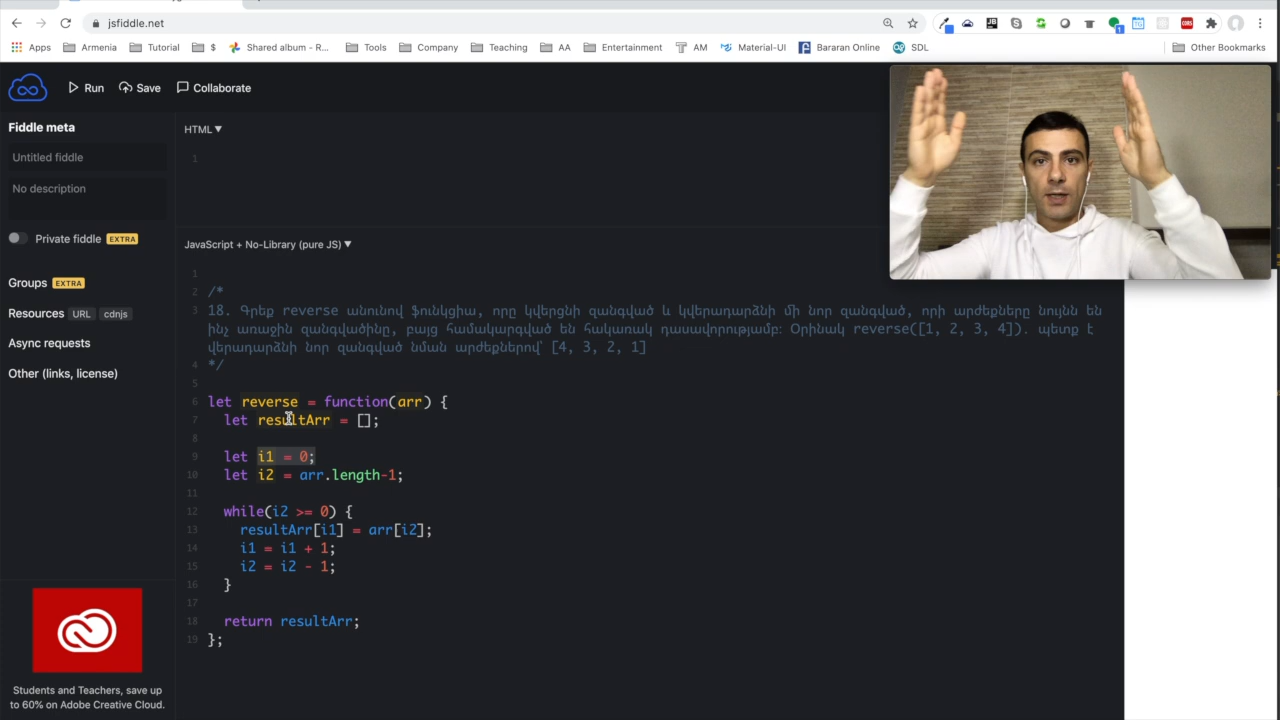 jsfiddle.net
Apps Armenia Tutorial $ Shared album - R... Tools Company Teaching AA Entertainment AM Material-UI Bararan Online SDL Other Bookmarks
Run Save Collaborate
Fiddle meta
Untitled fiddle
No description
Private fiddle EXTRA
Groups EXTRA
Resources URL cdnjs
Async requests
Other (links, license)
Students and Teachers, save up
to 60% on Adobe Creative Cloud.
HTML ▼
1
JavaScript + No-Library (pure JS) ▼
1
2 /*
3 18. Գրեք reverse անունով ֆունկցիա, որը կվերցնի զանգված և կվերադարձնի մի նոր զանգված, որի արժեքները նույնն են
ինչ առաջին զանգվածինը, բայց համակարգված են հակառակ դասավորությամբ: Օրինակ reverse([1, 2, 3, 4]). պետք է
վերադարձնի նոր զանգված նման արժեքներով՝ [4, 3, 2, 1]
4 */
5
6 let reverse = function(arr) {
7 let resultArr = [];
8
9 let i1 = 0;
10 let i2 = arr.length-1;
11
12 while(i2 >= 0) {
13 resultArr[i1] = arr[i2];
14 i1 = i1 + 1;
15 i2 = i2 - 1;
16 }
17
18 return resultArr;
19 };